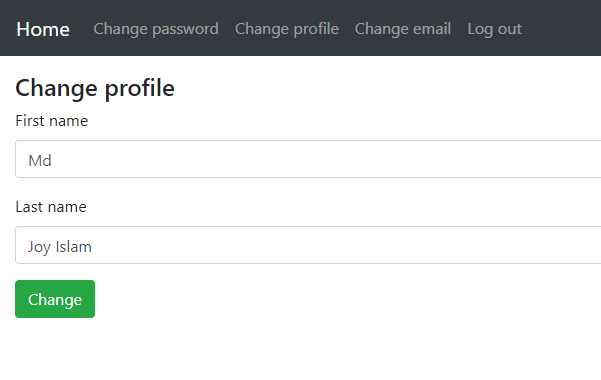 Home Change password Change profile Change email Log out
Change profile
First name
Md
Last name
Joy Islam
Change